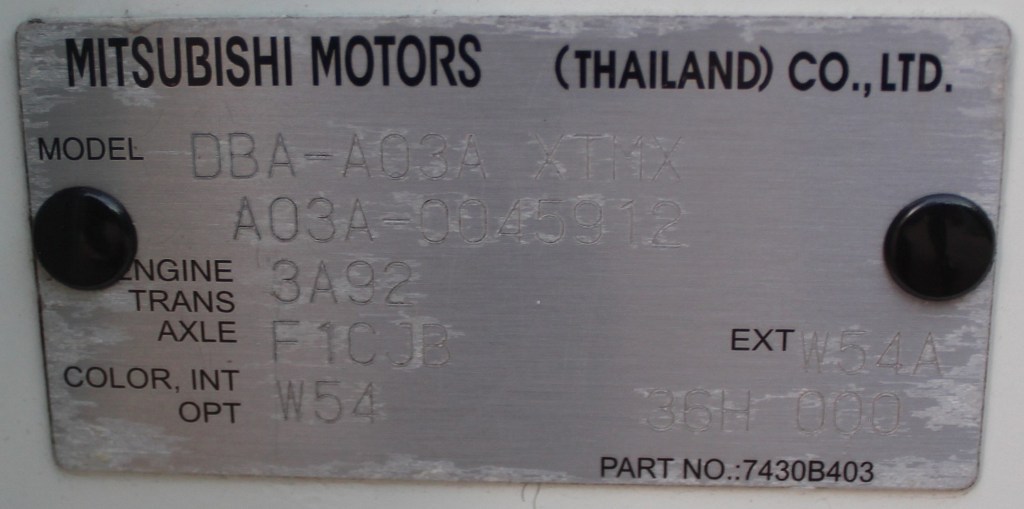 MITSUBISHI MOTORS (THAILAND) CO., LTD.
MODEL DBA-A03A XTMX
A03A-0045912
ENGINE 3A92
TRANS
AXLE F1CJB EXT W54A
COLOR, INT W54 36H 000
OPT
PART NO.:7430B403